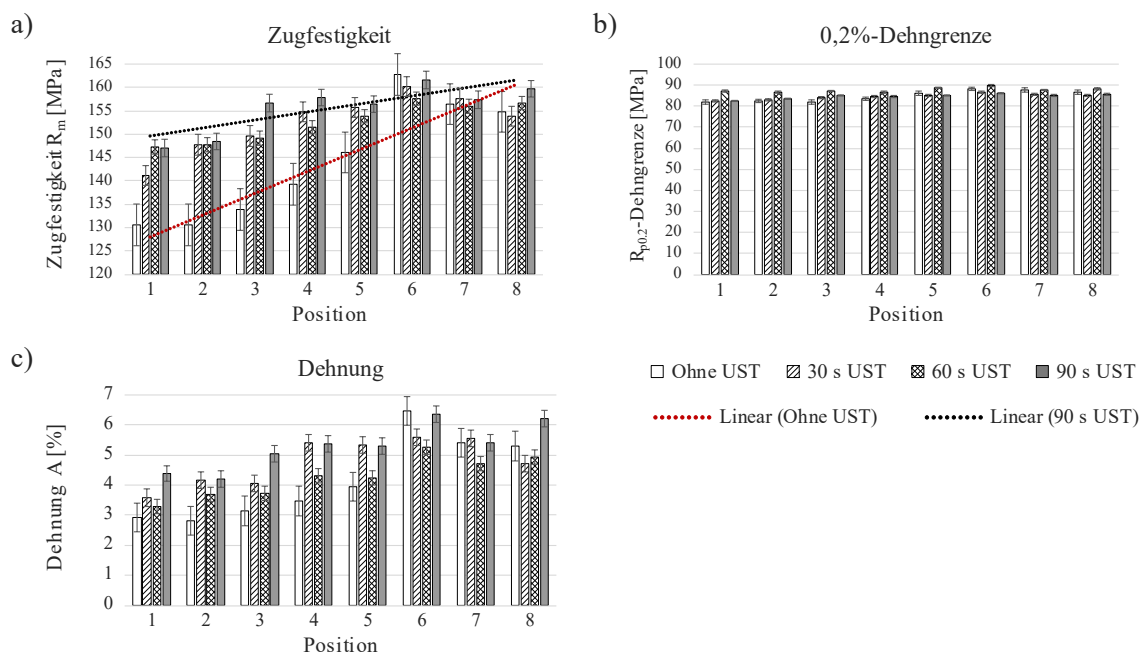 a)
Zugfestigkeit
Zugfestigkeit Rm [MPa]
165
160
155
150
145
140
135
130
125
120
1 2 3 4 5 6 7 8
Position
b)
0,2%-Dehngrenze
Rp0.2-Dehngrenze [MPa]
100
90
80
70
60
50
40
30
20
10
0
1 2 3 4 5 6 7 8
Position
c)
Dehnung
Dehnung A [%]
7
6
5
4
3
2
1
0
1 2 3 4 5 6 7 8
Position
Ohne UST 30 s UST 60 s UST 90 s UST
Linear (Ohne UST) Linear (90 s UST)